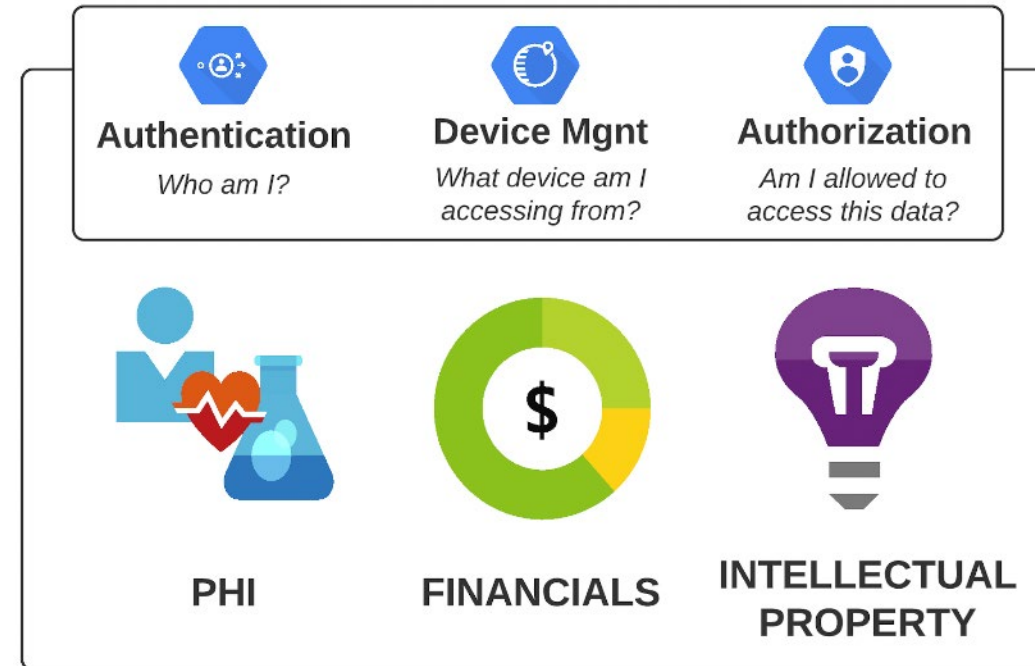 Authentication
Who am I?
Device Mgnt
What device am I
accessing from?
Authorization
Am I allowed to
access this data?
$
PHI
FINANCIALS
INTELLECTUAL
PROPERTY